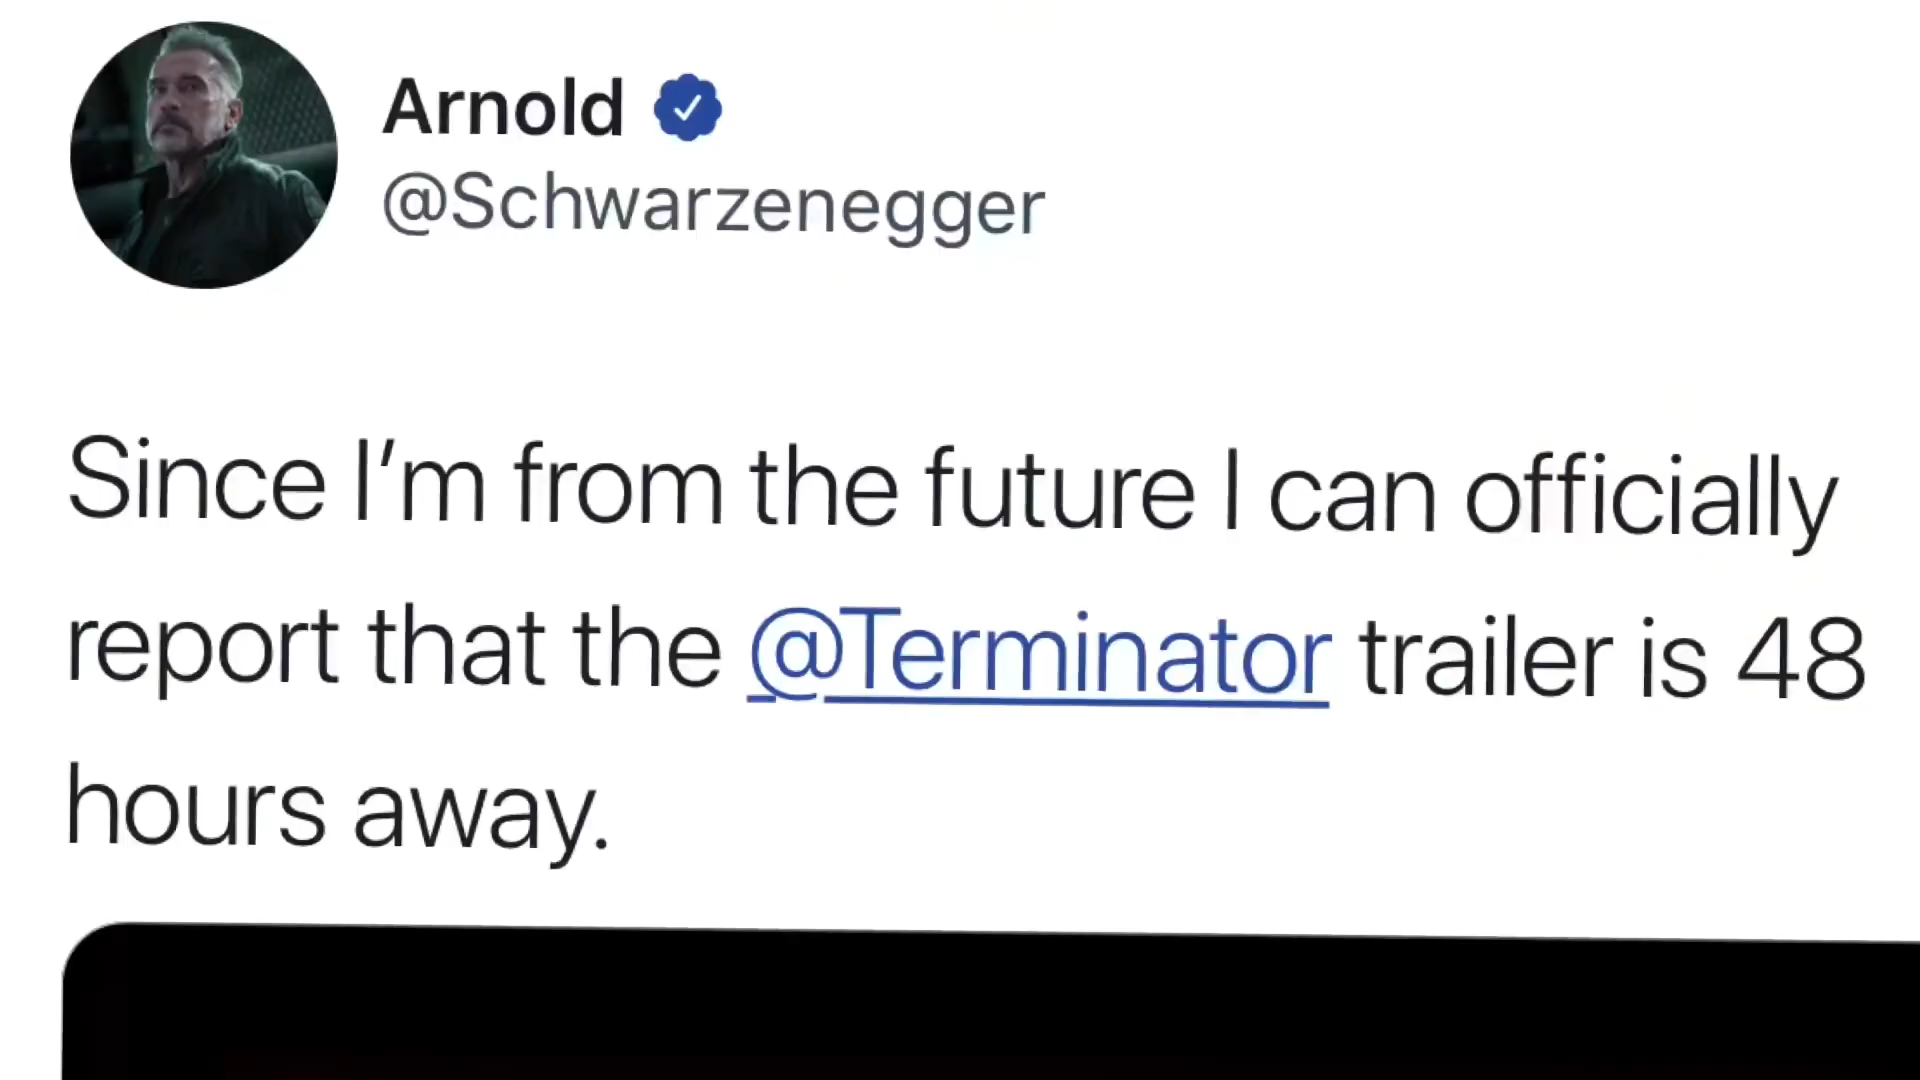 Arnold
@Schwarzenegger
Since I’m from the future I can officially
report that the @Terminator trailer is 48
hours away.